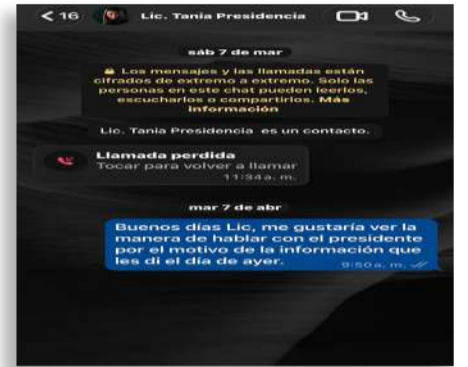 16 Lic. Tania Presidencia
sáb 7 de mar
Los mensajes y las llamadas están
cifrados de extremo a extremo. Solo las
personas en este chat pueden leerlos,
escucharlos o compartirlos. Más
información
Lic. Tania Presidencia es un contacto.
Llamada perdida
Tocar para volver a llamar
11:34 a. m.
mar 7 de abr
Buenos días Lic, me gustaría ver la
manera de hablar con el presidente
por el motivo de la información que
les di el día de ayer.
9:50 a. m.